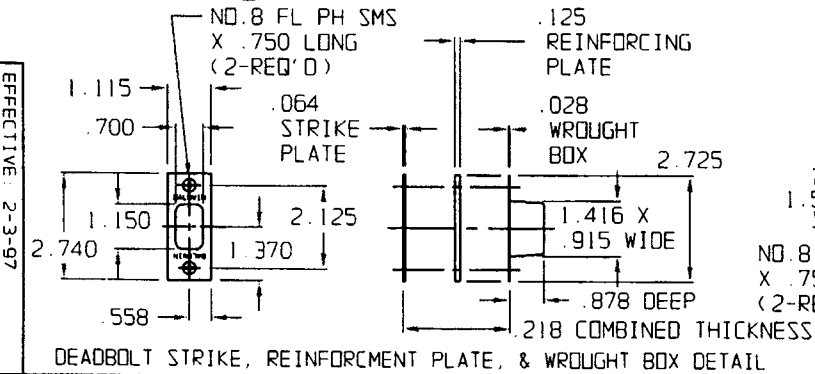 NO.8 FL PH SMS
X .750 LONG
(2-REQ'D)
.125
REINFORCING
PLATE
1.115
.700
.064
STRIKE
PLATE
.028
WROUGHT
BOX
2.725
BALDWIN
1.150
2.125
2.740
1.370
BALDWIN
.558
1.416 X
.915 WIDE
.878 DEEP
.218 COMBINED THICKNESS
DEADBOLT STRIKE, REINFORCMENT PLATE, & WROUGHT BOX DETAIL
EFFECTIVE: 2-3-97
NO.8
X .75
(2-RE